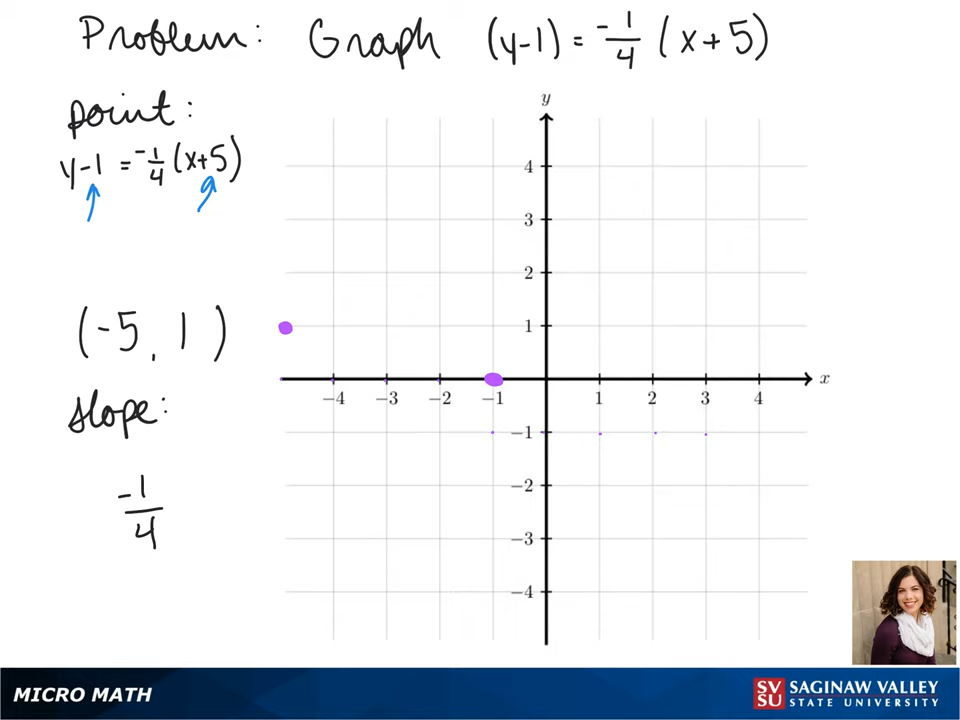 Problem: Graph (y-1) = -1/4 (x+5)
point:
y-1 = -1/4 (x+5)
(-5, 1)
slope:
-1/4
y
4
3
2
1
−4 −3 −2 −1 1 2 3 4 x
−1
−2
−3
−4
MICRO MATH
SV SU SAGINAW VALLEY
STATE UNIVERSITY